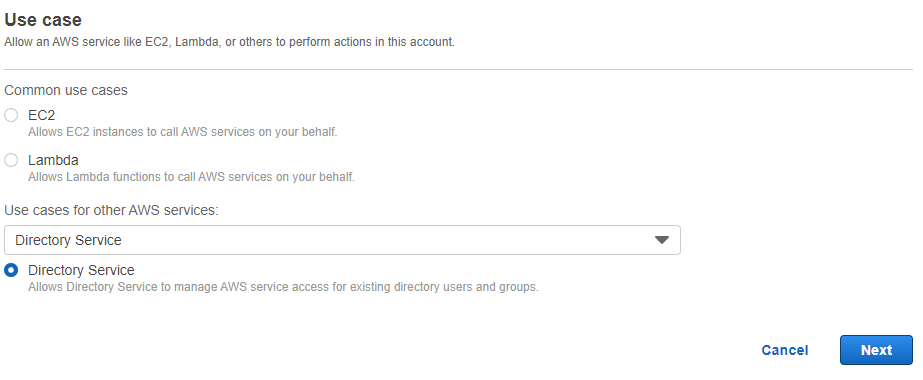 Use case
Allow an AWS service like EC2, Lambda, or others to perform actions in this account.
Common use cases
EC2
Allows EC2 instances to call AWS services on your behalf.
Lambda
Allows Lambda functions to call AWS services on your behalf.
Use cases for other AWS services:
Directory Service
Directory Service
Allows Directory Service to manage AWS service access for existing directory users and groups.
Cancel Next